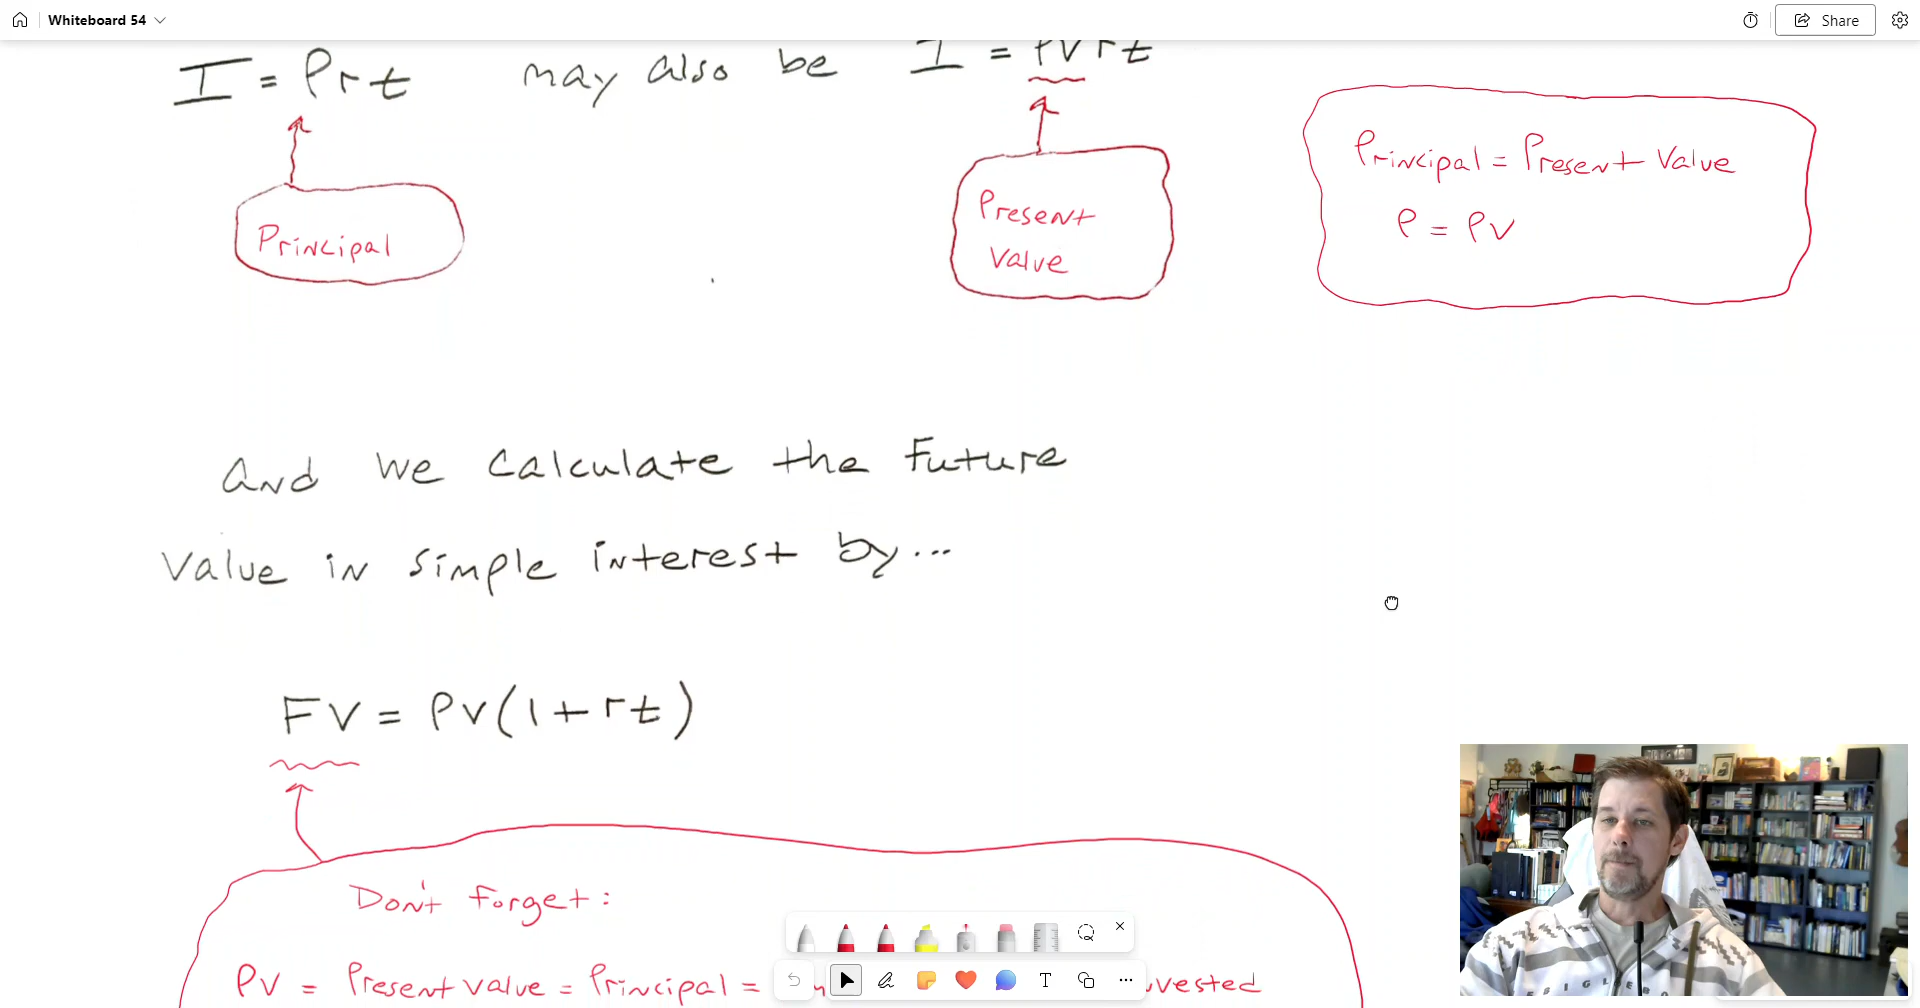 Whiteboard 54
Share
I = Prt may also be I = PVrt
Principal
Present
Value
Principal = Present Value
P = PV
And we calculate the future
value in simple interest by...
FV = PV(1+rt)
Don't forget:
PV = Present value = Principal = vested